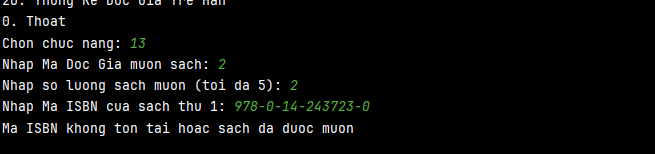 20. Thong Ke Doc Gia Tre Han
0. Thoat
Chon chuc nang: 13
Nhap Ma Doc Gia muon sach: 2
Nhap so luong sach muon (toi da 5): 2
Nhap Ma ISBN cua sach thu 1: 978-0-14-243723-0
Ma ISBN khong ton tai hoac sach da duoc muon